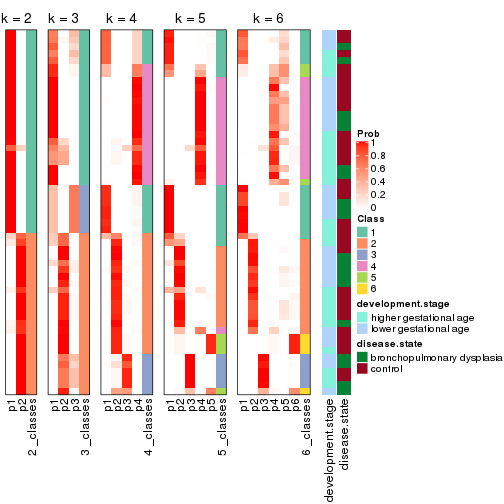 k = 2
k = 3
k = 4
k = 5
k = 6
p1
p2
2_classes
p1
p2
p3
3_classes
p1
p2
p3
p4
4_classes
p1
p2
p3
p4
p5
5_classes
p1
p2
p3
p4
p5
p6
6_classes
development.stage
disease.state
Prob
1
0.8
0.6
0.4
0.2
0
Class
1
2
3
4
5
6
development.stage
higher gestational age
lower gestational age
disease.state
bronchopulmonary dysplasia
control